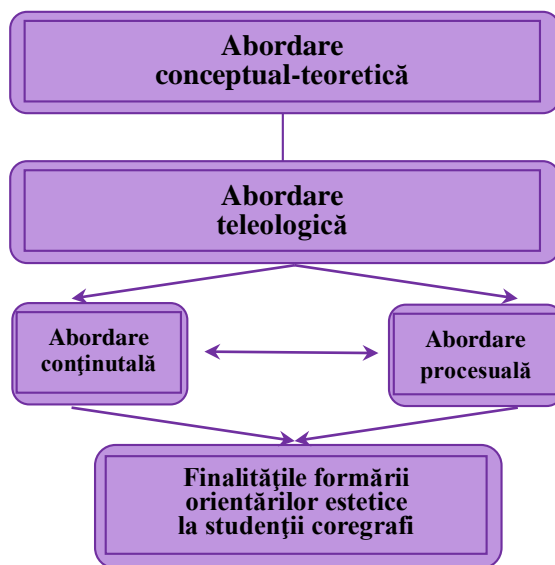 Abordare
conceptual-teoretică
Abordare
teleologică
Abordare
conţinutală
Abordare
procesuală
Finalităţile formării
orientărilor estetice
la studenţii coregrafi